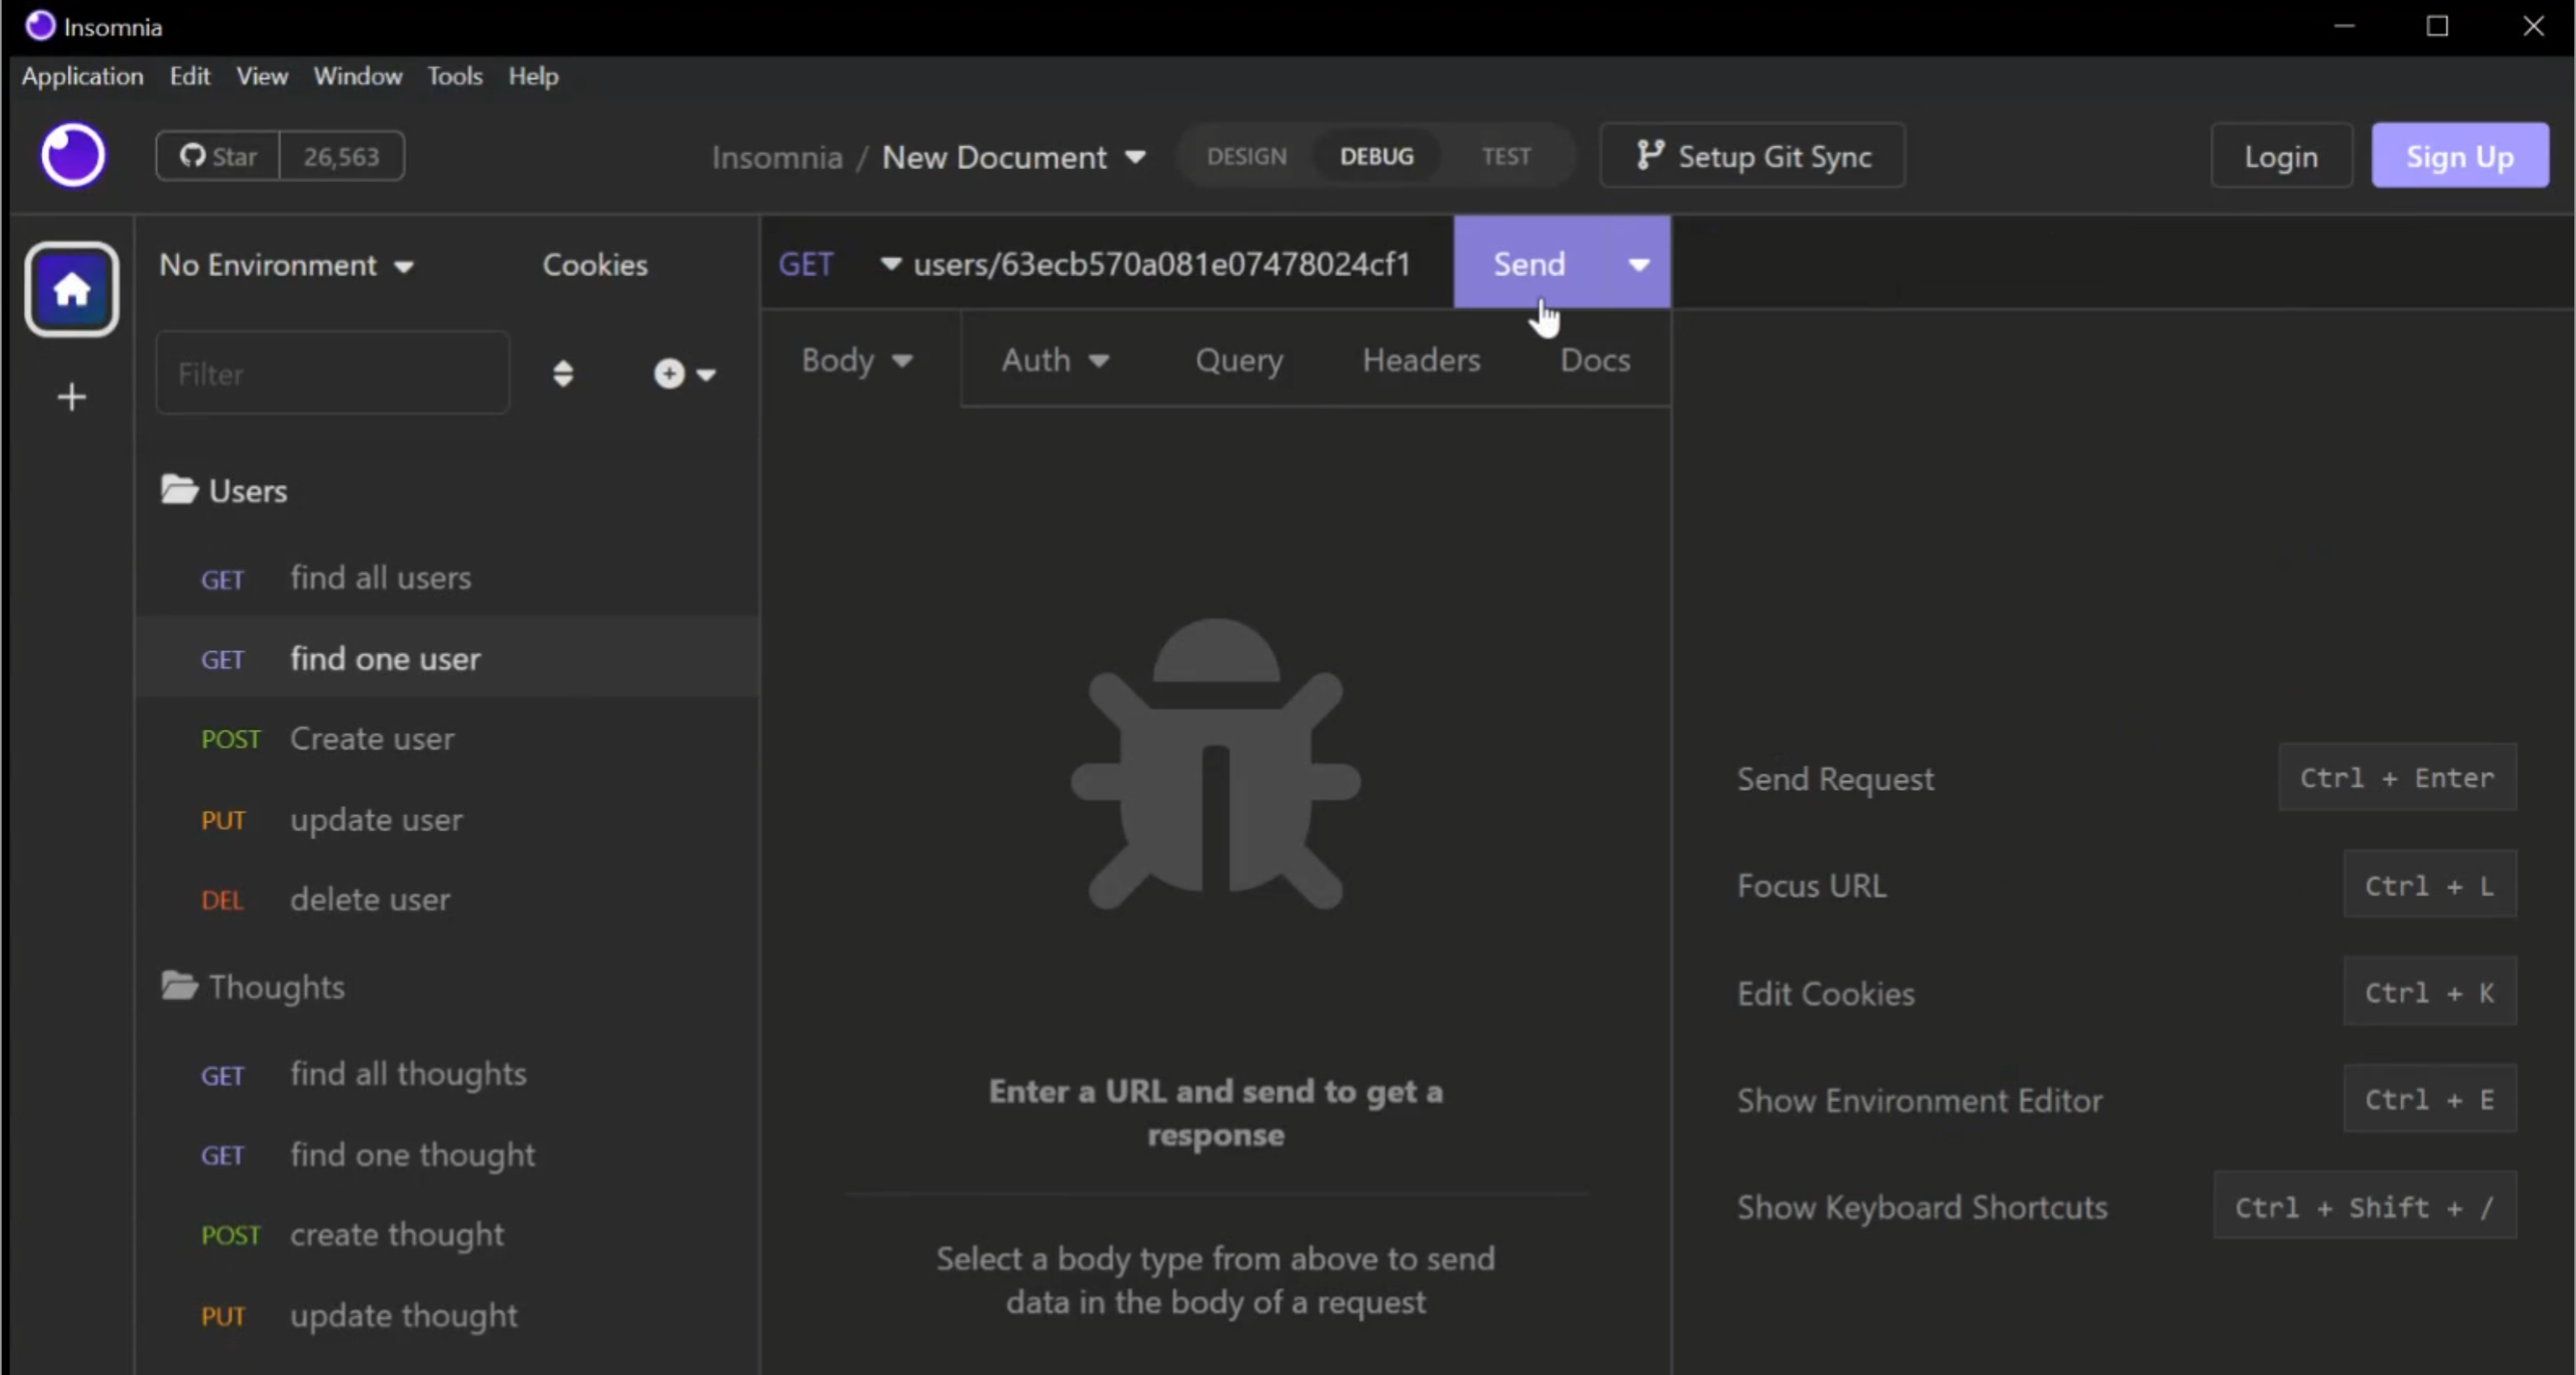 Insomnia
Application Edit View Window Tools Help
Star 26,563
Insomnia / New Document
DESIGN DEBUG TEST
Setup Git Sync
Login Sign Up
No Environment Cookies
GET users/63ecb570a081e07478024cf1 Send
Filter
Body Auth Query Headers Docs
Users
GET find all users
GET find one user
POST Create user
PUT update user
DEL delete user
Thoughts
GET find all thoughts
GET find one thought
POST create thought
PUT update thought
Enter a URL and send to get a
response
Select a body type from above to send
data in the body of a request
Send Request Ctrl + Enter
Focus URL Ctrl + L
Edit Cookies Ctrl + K
Show Environment Editor Ctrl + E
Show Keyboard Shortcuts Ctrl + Shift + /